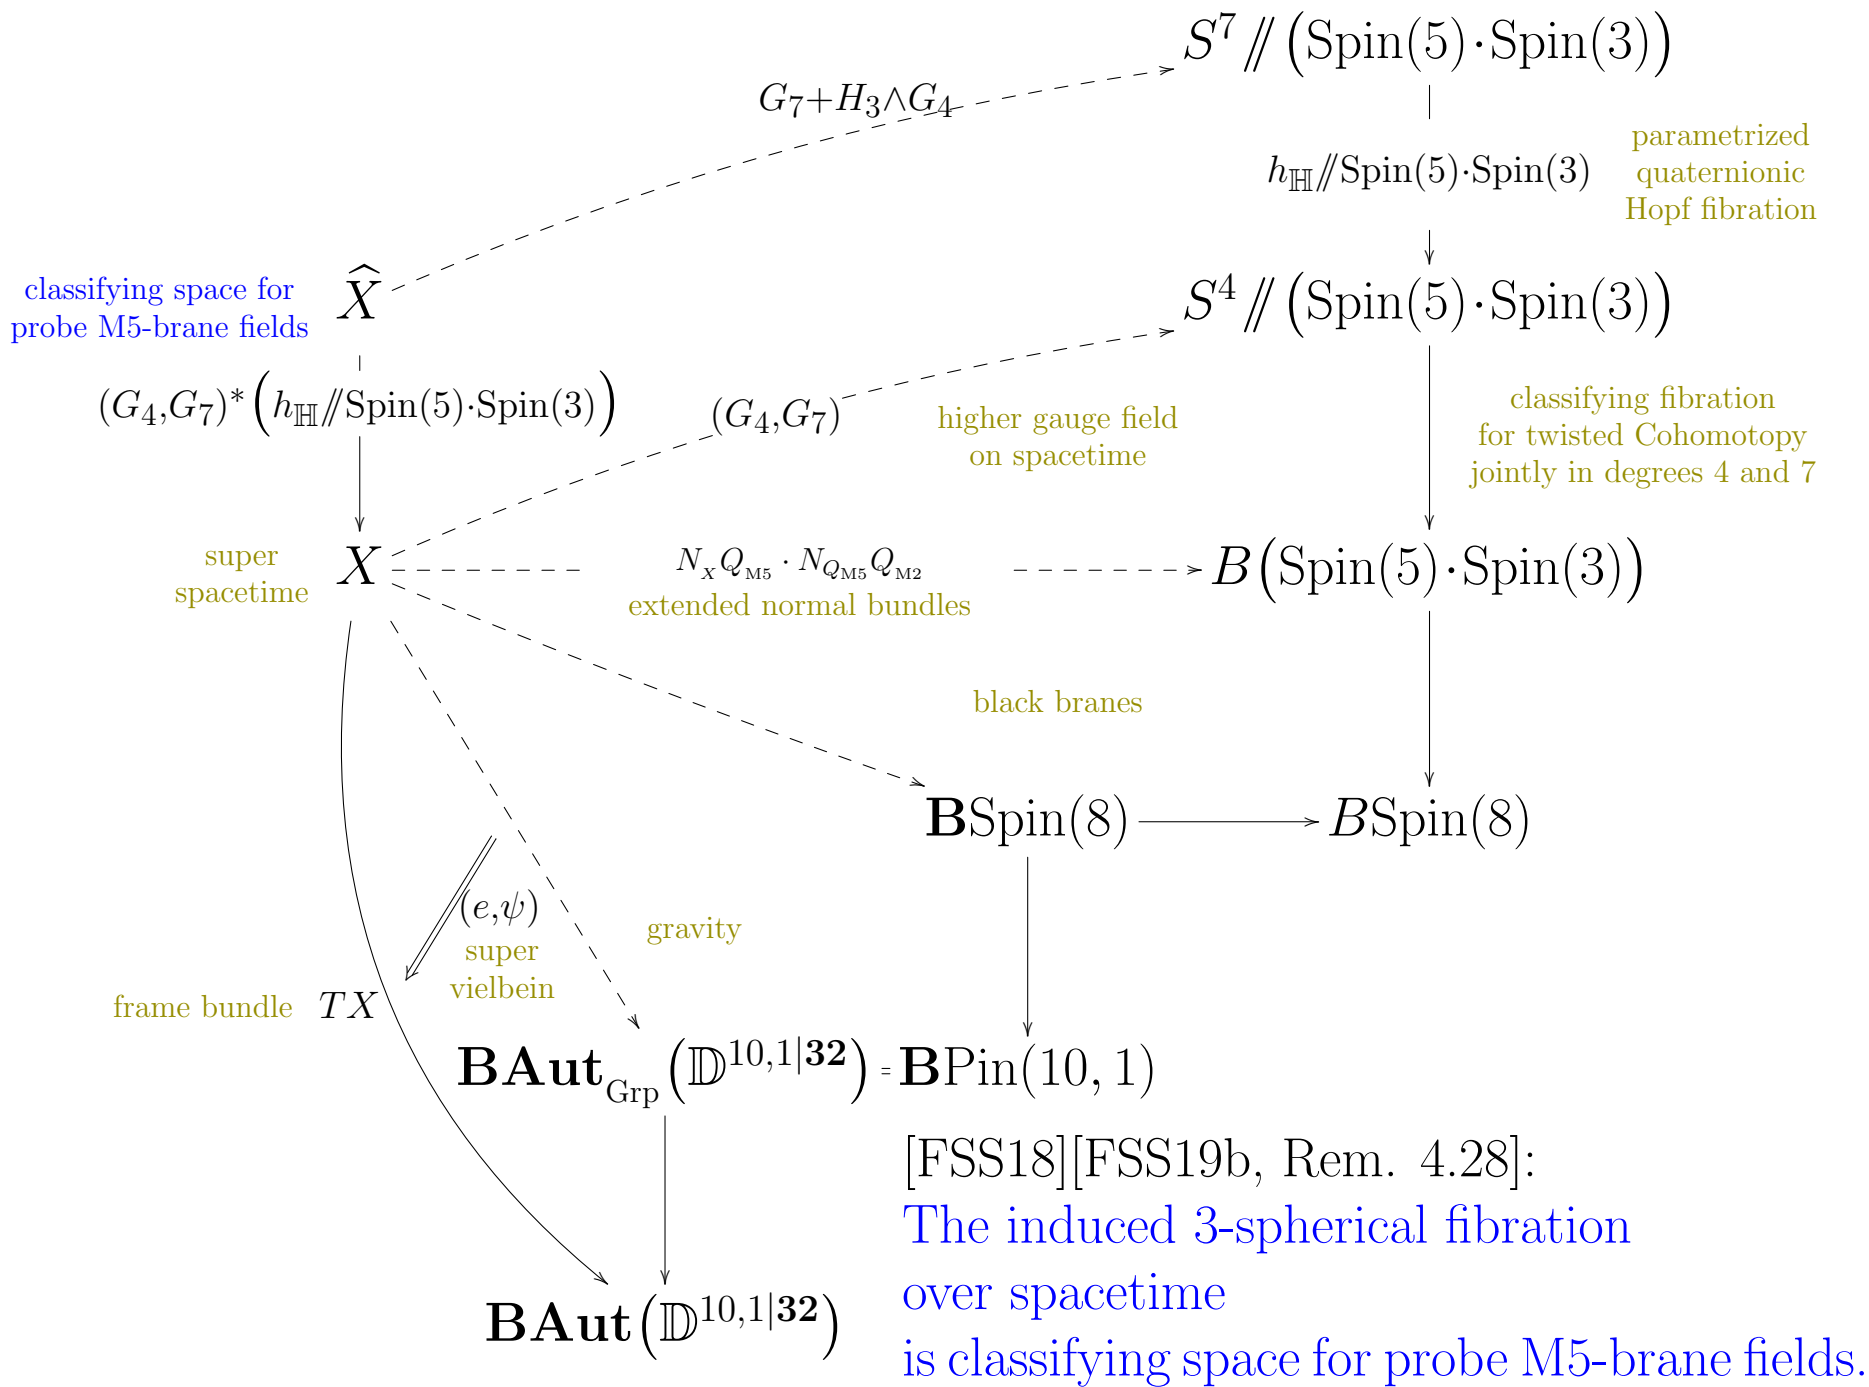 S⁷⫽(Spin(5)·Spin(3))
G₇+H₃∧G₄
h_ℍ⫽Spin(5)·Spin(3)
parametrized
quaternionic
Hopf fibration
classifying space for
probe M5-brane fields
X̂
S⁴⫽(Spin(5)·Spin(3))
(G₄,G₇)*(h_ℍ⫽Spin(5)·Spin(3))
(G₄,G₇)
higher gauge field
on spacetime
classifying fibration
for twisted Cohomotopy
jointly in degrees 4 and 7
super
spacetime
X
N_X Q_M5 · N_{Q_M5} Q_M2
extended normal bundles
B(Spin(5)·Spin(3))
black branes
BSpin(8)
BSpin(8)
(e,ψ)
super
vielbein
gravity
frame bundle
TX
BAut_Grp(𝔻^{10,1|32}) = BPin(10, 1)
[FSS18][FSS19b, Rem. 4.28]:
The induced 3-spherical fibration
over spacetime
is classifying space for probe M5-brane fields.
BAut(𝔻^{10,1|32})